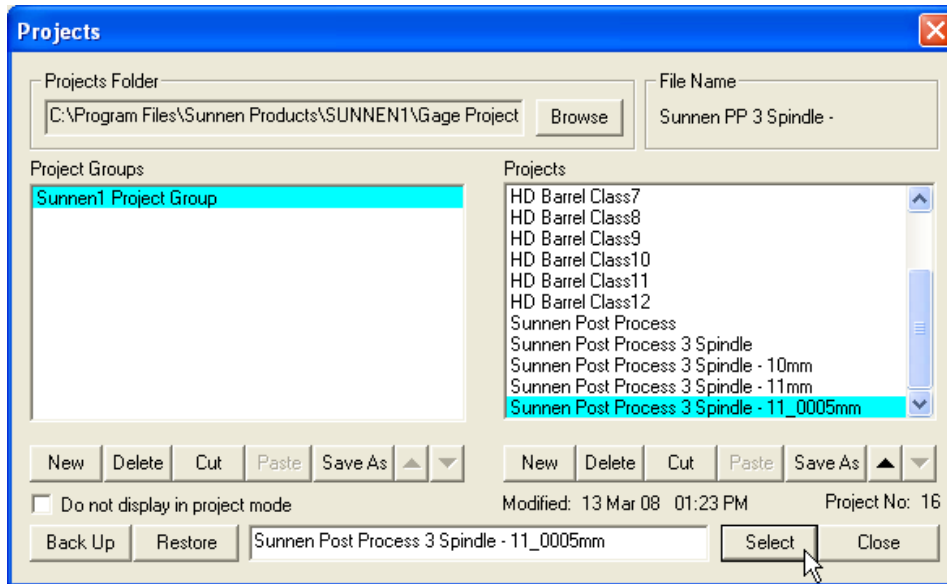 Projects
Projects Folder
C:\Program Files\Sunnen Products\SUNNEN1\Gage Project
Browse
File Name
Sunnen PP 3 Spindle -
Project Groups
Sunnen1 Project Group
Projects
HD Barrel Class7
HD Barrel Class8
HD Barrel Class9
HD Barrel Class10
HD Barrel Class11
HD Barrel Class12
Sunnen Post Process
Sunnen Post Process 3 Spindle
Sunnen Post Process 3 Spindle - 10mm
Sunnen Post Process 3 Spindle - 11mm
Sunnen Post Process 3 Spindle - 11_0005mm
New Delete Cut Paste Save As
New Delete Cut Paste Save As
Do not display in project mode
Modified: 13 Mar 08 01:23 PM Project No: 16
Back Up Restore Sunnen Post Process 3 Spindle - 11_0005mm Select Close